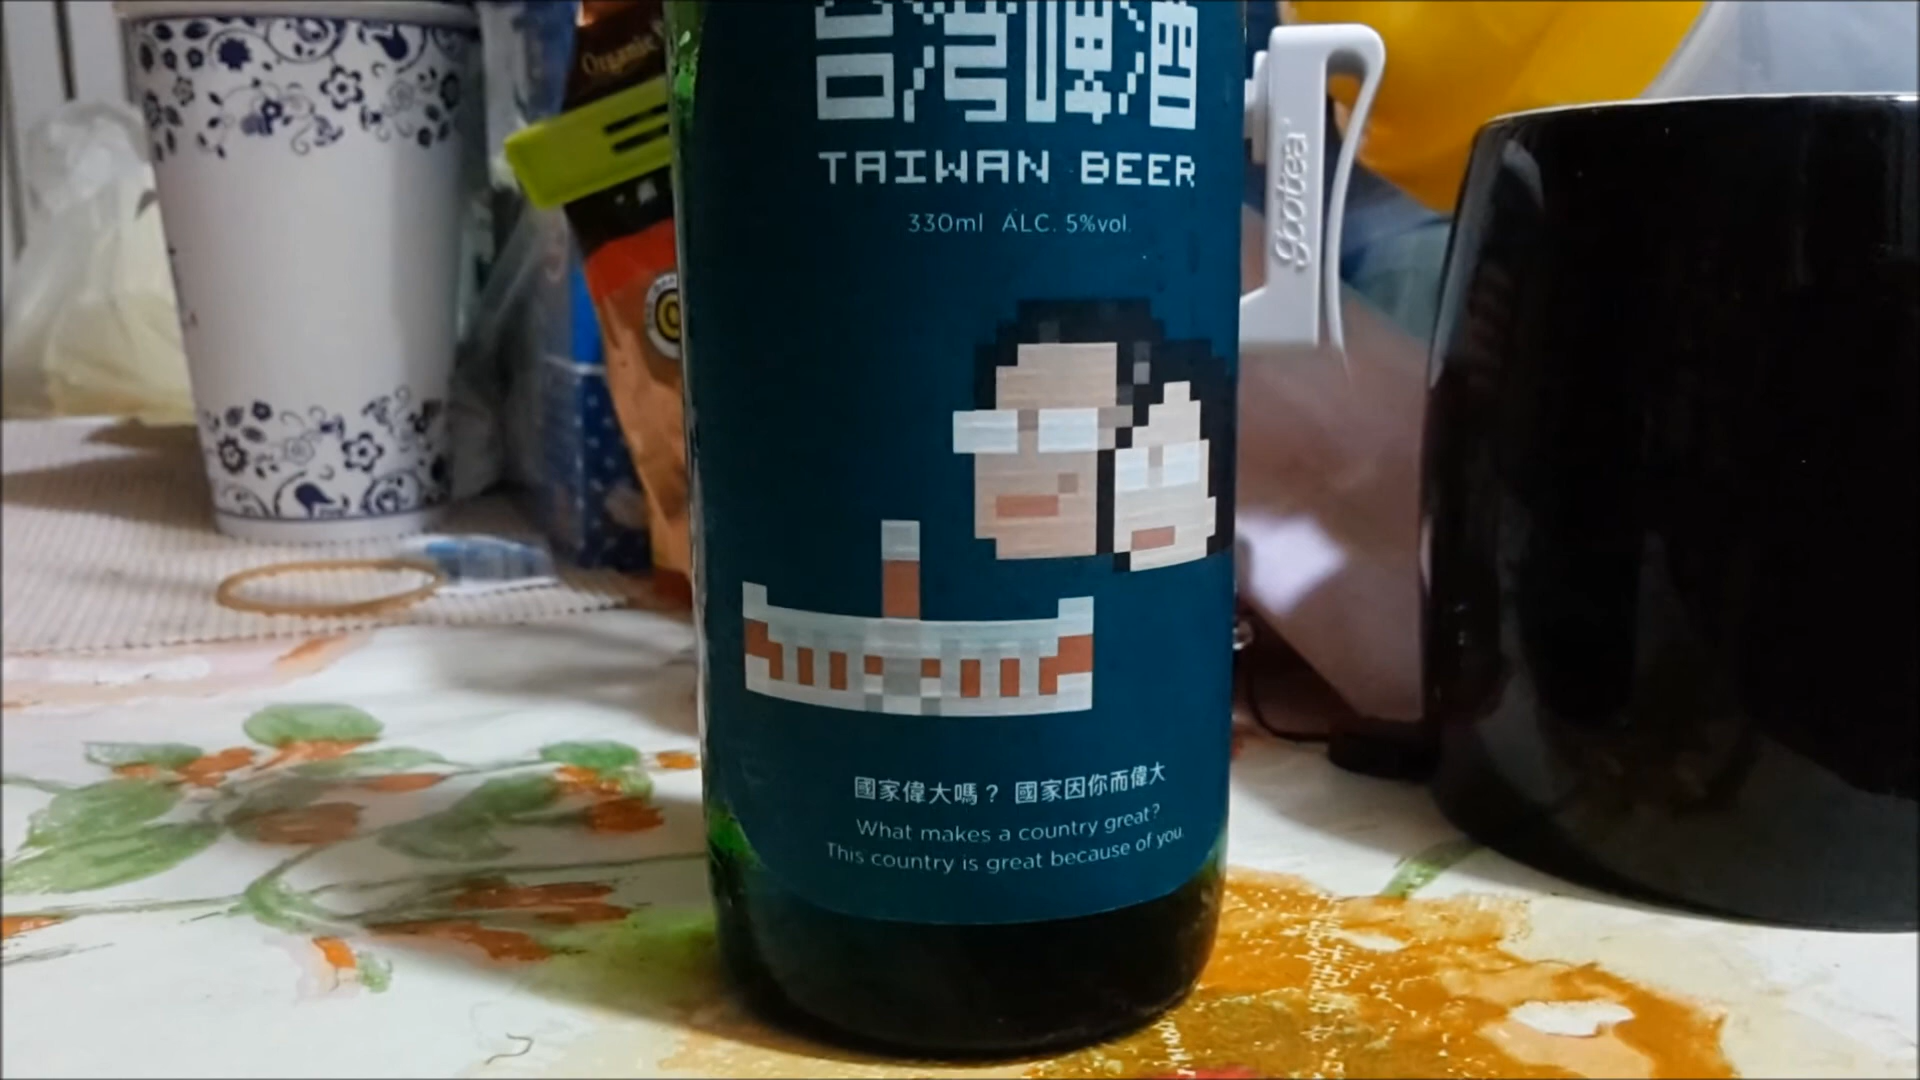 台灣啤酒
TAIWAN BEER
330ml ALC. 5%vol.
國家偉大嗎？ 國家因你而偉大
What makes a country great?
This country is great because of you.
Organic
gootea